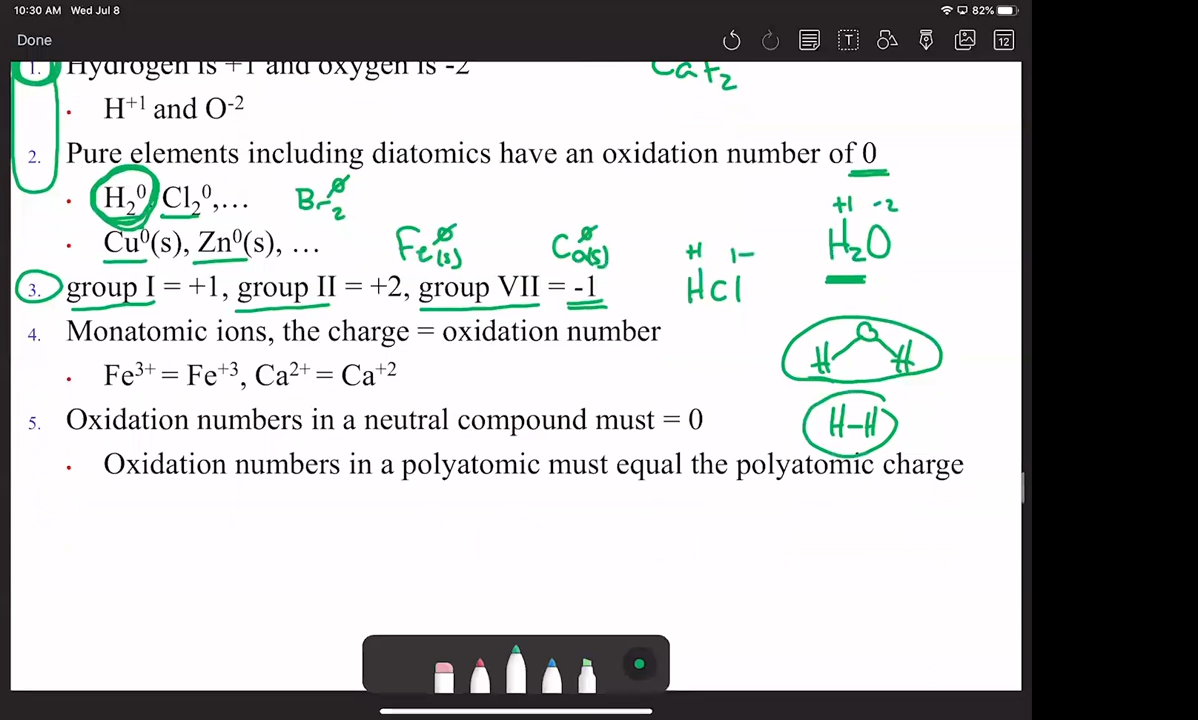 10:30 AM Wed Jul 8
82%
Done
T
12
1. Hydrogen is +1 and oxygen is -2
CaF₂
• H⁺¹ and O⁻²
2. Pure elements including diatomics have an oxidation number of 0
• H₂⁰, Cl₂⁰,… Br₂⁰
+1 -2
H₂O
• Cu⁰(s), Zn⁰(s), … Fe⁰(s) Co⁰(s)
+1 1-
HCl
3. group I = +1, group II = +2, group VII = -1
4. Monatomic ions, the charge = oxidation number
H O H
• Fe³⁺ = Fe⁺³, Ca²⁺ = Ca⁺²
5. Oxidation numbers in a neutral compound must = 0
H-H
• Oxidation numbers in a polyatomic must equal the polyatomic charge